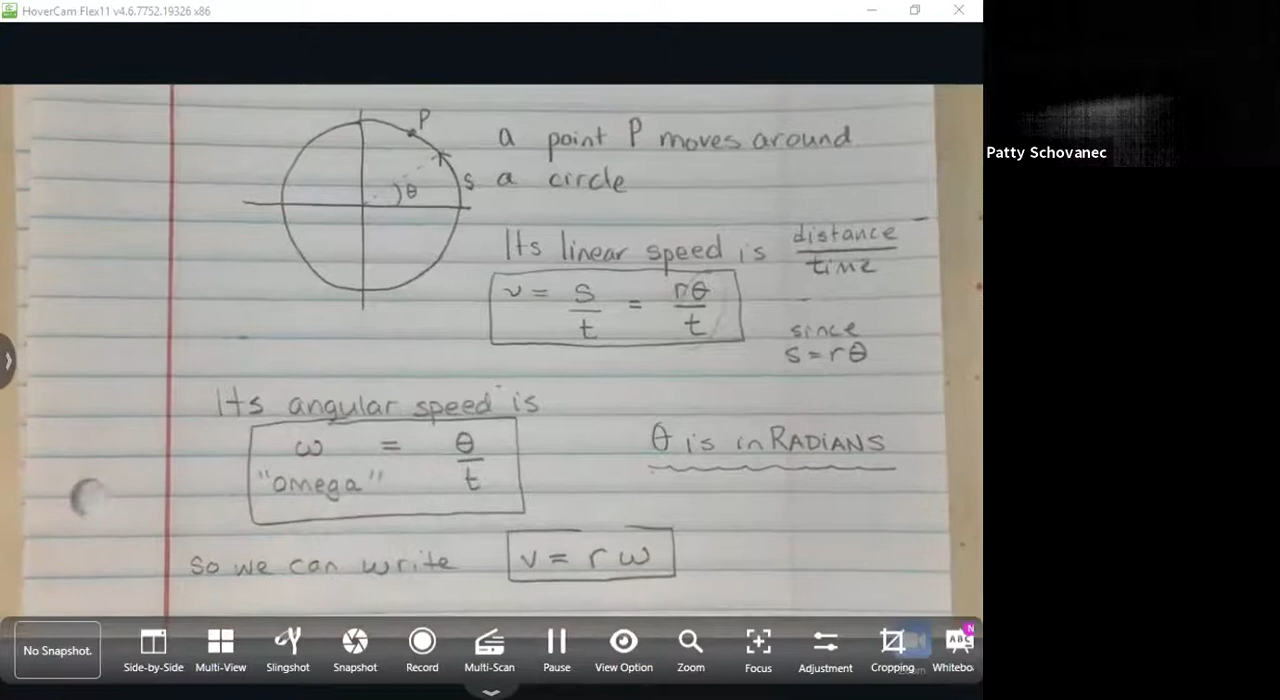 HoverCam Flex11 v4.6.7752.19326 x86
P
a point P moves around
θ
s a circle
Its linear speed is distance/time
v = s/t = rθ/t
since
s = rθ
Its angular speed is
ω = θ/t
"omega"
θ is in RADIANS
so we can write v = r ω
Patty Schovanec
No Snapshot.
Side-by-Side Multi-View Slingshot Snapshot Record Multi-Scan Pause View Option Zoom Focus Adjustment Cropping Whiteboa
ABC
N